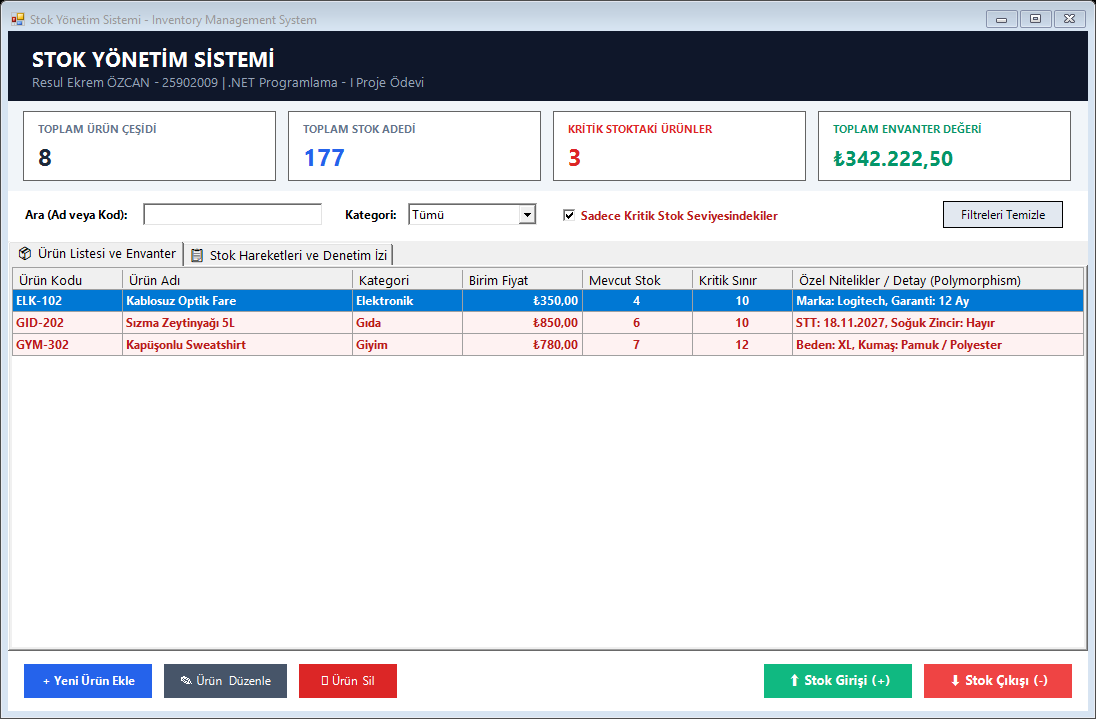 Stok Yönetim Sistemi - Inventory Management System
STOK YÖNETİM SİSTEMİ
Resul Ekrem ÖZCAN - 25902009 | .NET Programlama - I Proje Ödevi
TOPLAM ÜRÜN ÇEŞİDİ
8
TOPLAM STOK ADEDİ
177
KRİTİK STOKTAKİ ÜRÜNLER
3
TOPLAM ENVANTER DEĞERİ
₺342.222,50
Ara (Ad veya Kod): Kategori: Tümü Sadece Kritik Stok Seviyesindekiler Filtreleri Temizle
Ürün Listesi ve Envanter Stok Hareketleri ve Denetim İzi
Ürün Kodu Ürün Adı Kategori Birim Fiyat Mevcut Stok Kritik Sınır Özel Nitelikler / Detay (Polymorphism)
ELK-102 Kablosuz Optik Fare Elektronik ₺350,00 4 10 Marka: Logitech, Garanti: 12 Ay
GID-202 Sızma Zeytinyağı 5L Gıda ₺850,00 6 10 STT: 18.11.2027, Soğuk Zincir: Hayır
GYM-302 Kapüşonlu Sweatshirt Giyim ₺780,00 7 12 Beden: XL, Kumaş: Pamuk / Polyester
+ Yeni Ürün Ekle ✎ Ürün Düzenle Ürün Sil ⬆ Stok Girişi (+) ⬇ Stok Çıkışı (-)